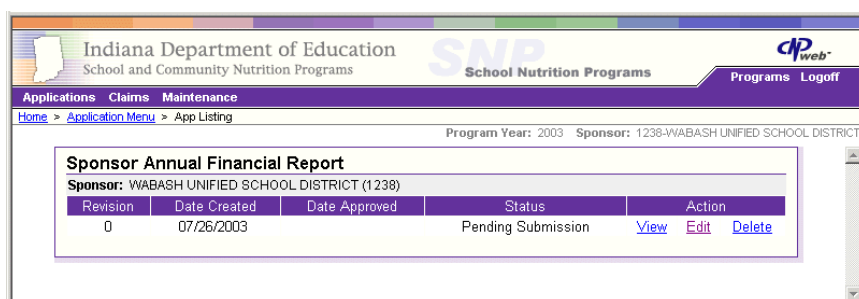 Indiana Department of Education
School and Community Nutrition Programs
SNP
School Nutrition Programs
CNPweb
Programs Logoff
Applications Claims Maintenance
Home > Application Menu > App Listing
Program Year: 2003 Sponsor: 1238-WABASH UNIFIED SCHOOL DISTRICT
Sponsor Annual Financial Report
Sponsor: WABASH UNIFIED SCHOOL DISTRICT (1238)
Revision Date Created Date Approved Status Action
0 07/26/2003 Pending Submission View Edit Delete